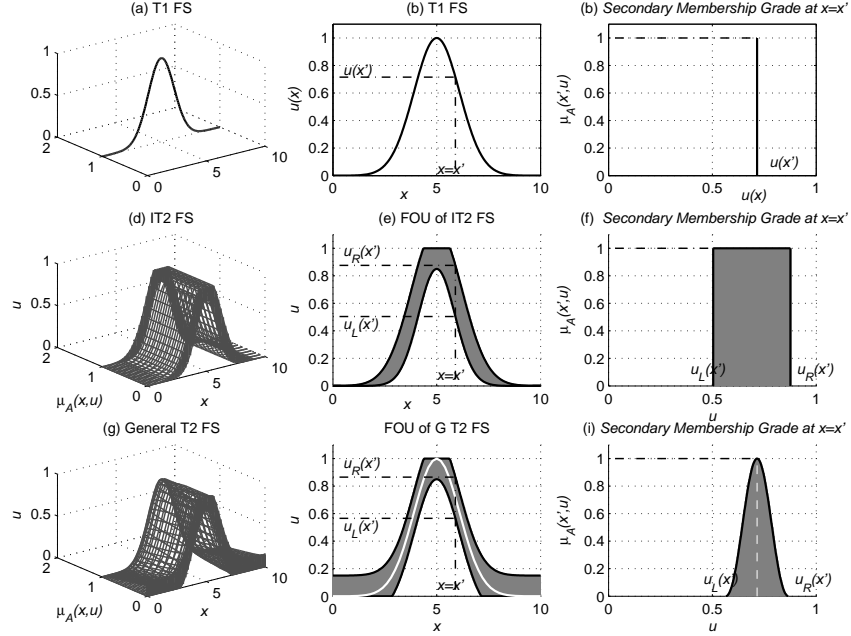 (a) T1 FS
1
0.5
0
2
1
0
0
5
10
(b) T1 FS
u(x)
1
0.8
0.6
0.4
0.2
0
u(x')
x=x'
0
5
10
x
(b) Secondary Membership Grade at x=x'
μA(x',u)
1
0.8
0.6
0.4
0.2
0
u(x')
0
0.5
1
u(x)
(d) IT2 FS
u
1
0.5
0
2
1
0
0
5
10
μA(x,u)
x
(e) FOU of IT2 FS
u
1
0.8
0.6
0.4
0.2
0
uR(x')
uL(x')
x=x'
0
5
10
x
(f) Secondary Membership Grade at x=x'
μA(x',u)
1
0.8
0.6
0.4
0.2
0
uL(x')
uR(x')
0
0.5
1
u
(g) General T2 FS
u
1
0.5
0
2
1
0
0
5
10
μA(x,u)
x
FOU of G T2 FS
u
1
0.8
0.6
0.4
0.2
0
uR(x')
uL(x')
x=x'
0
5
10
x
(i) Secondary Membership Grade at x=x'
μA(x',u)
1
0.8
0.6
0.4
0.2
0
uL(x')
uR(x')
0
0.5
1
u